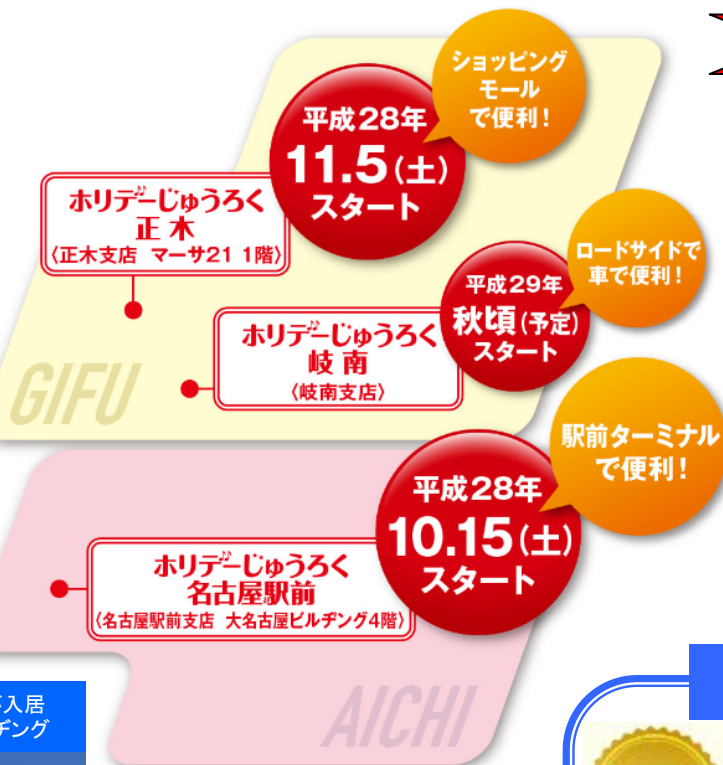 ショッピング
モール
で便利！
平成28年
11.5（土）
スタート
ホリデーじゅうろく
正木
〈正木支店 マーサ21 1階〉
ロードサイドで
車で便利！
平成29年
秋頃（予定）
スタート
ホリデーじゅうろく
岐南
〈岐南支店〉
GIFU
駅前ターミナル
で便利！
平成28年
10.15（土）
スタート
ホリデーじゅうろく
名古屋駅前
〈名古屋駅前支店 大名古屋ビルヂング4階〉
AICHI
入居
ヂング